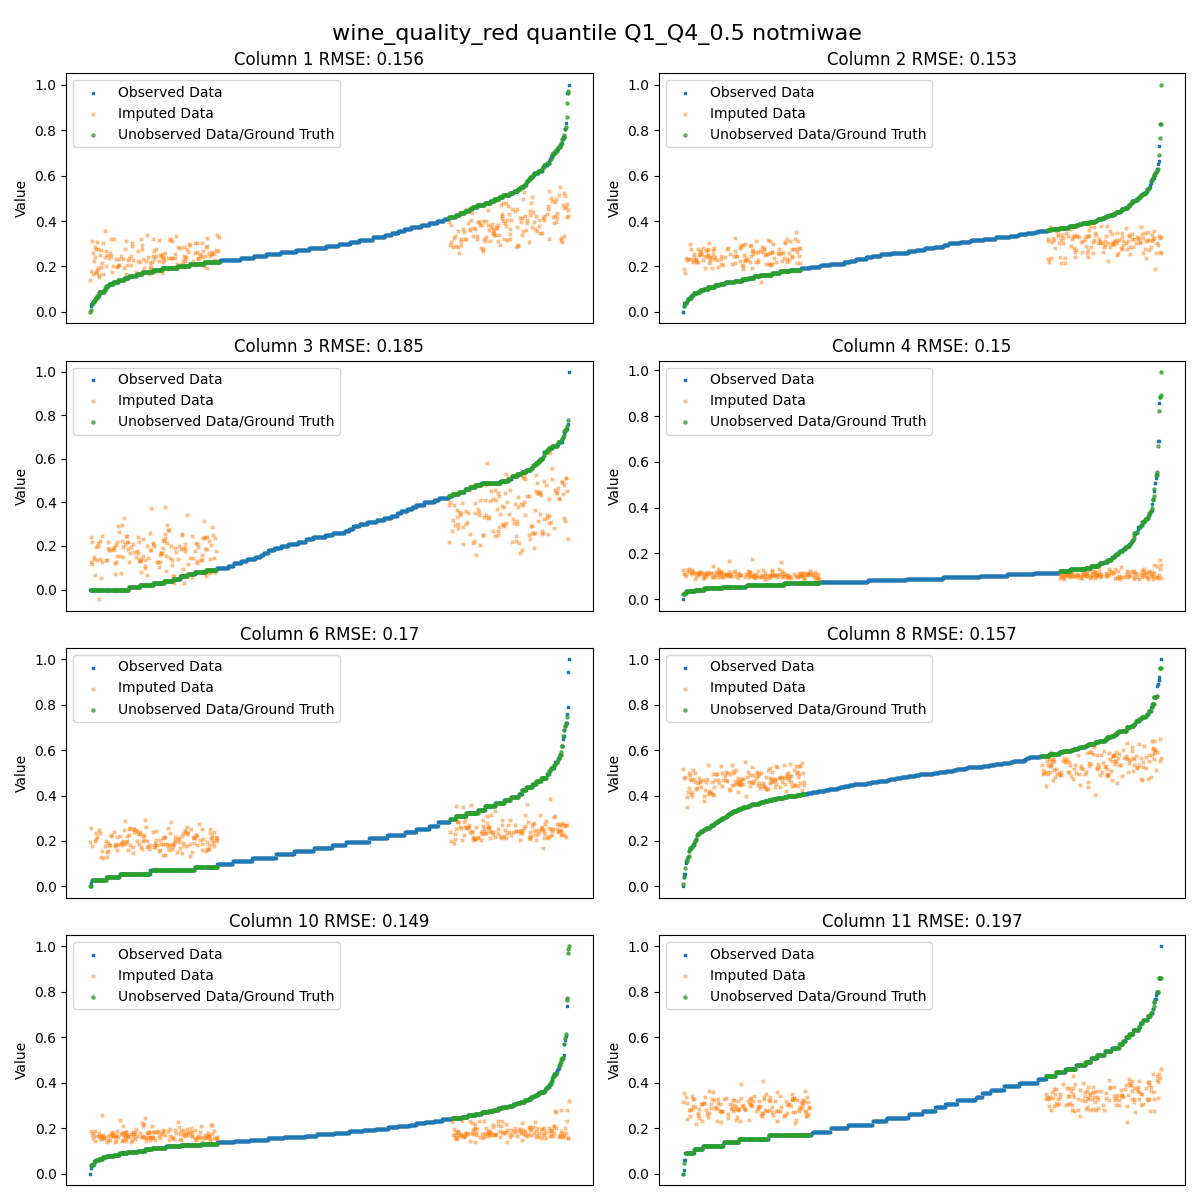 wine_quality_red quantile Q1_Q4_0.5 notmiwae
Column 1 RMSE: 0.156
1.0
0.8
0.6
0.4
0.2
0.0
Value
Observed Data
Imputed Data
Unobserved Data/Ground Truth
Column 2 RMSE: 0.153
1.0
0.8
0.6
0.4
0.2
0.0
Value
Observed Data
Imputed Data
Unobserved Data/Ground Truth
Column 3 RMSE: 0.185
1.0
0.8
0.6
0.4
0.2
0.0
Value
Observed Data
Imputed Data
Unobserved Data/Ground Truth
Column 4 RMSE: 0.15
1.0
0.8
0.6
0.4
0.2
0.0
Value
Observed Data
Imputed Data
Unobserved Data/Ground Truth
Column 6 RMSE: 0.17
1.0
0.8
0.6
0.4
0.2
0.0
Value
Observed Data
Imputed Data
Unobserved Data/Ground Truth
Column 8 RMSE: 0.157
1.0
0.8
0.6
0.4
0.2
0.0
Value
Observed Data
Imputed Data
Unobserved Data/Ground Truth
Column 10 RMSE: 0.149
1.0
0.8
0.6
0.4
0.2
0.0
Value
Observed Data
Imputed Data
Unobserved Data/Ground Truth
Column 11 RMSE: 0.197
1.0
0.8
0.6
0.4
0.2
0.0
Value
Observed Data
Imputed Data
Unobserved Data/Ground Truth